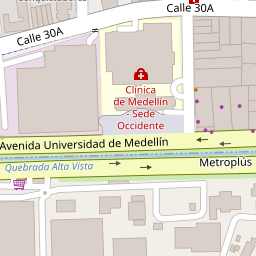 Calle 30A
Calle 30A
Clínica
de Medellín
- Sede
Occidente
Avenida Universidad de Medellín
Metroplús
Quebrada Alta Vista